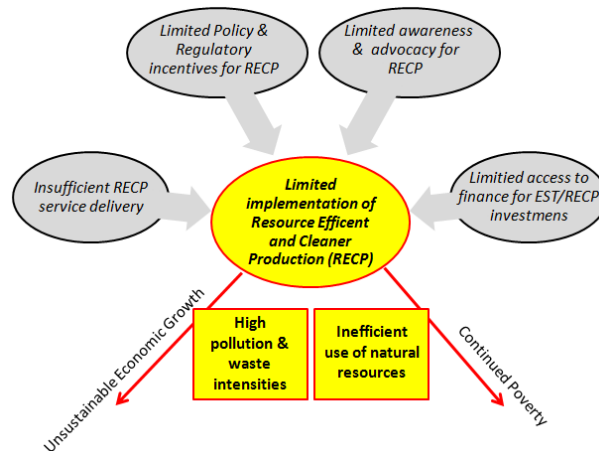 Limited Policy &
Regulatory
incentives for RECP
Limited awareness
& advocacy for
RECP
Insufficient RECP
service delivery
Limited
implementation of
Resource Efficent
and Cleaner
Production (RECP)
Limitied access to
finance for EST/RECP
investmens
Unsustainable Economic Growth
High
pollution &
waste
intensities
Inefficient
use of natural
resources
Continued Poverty